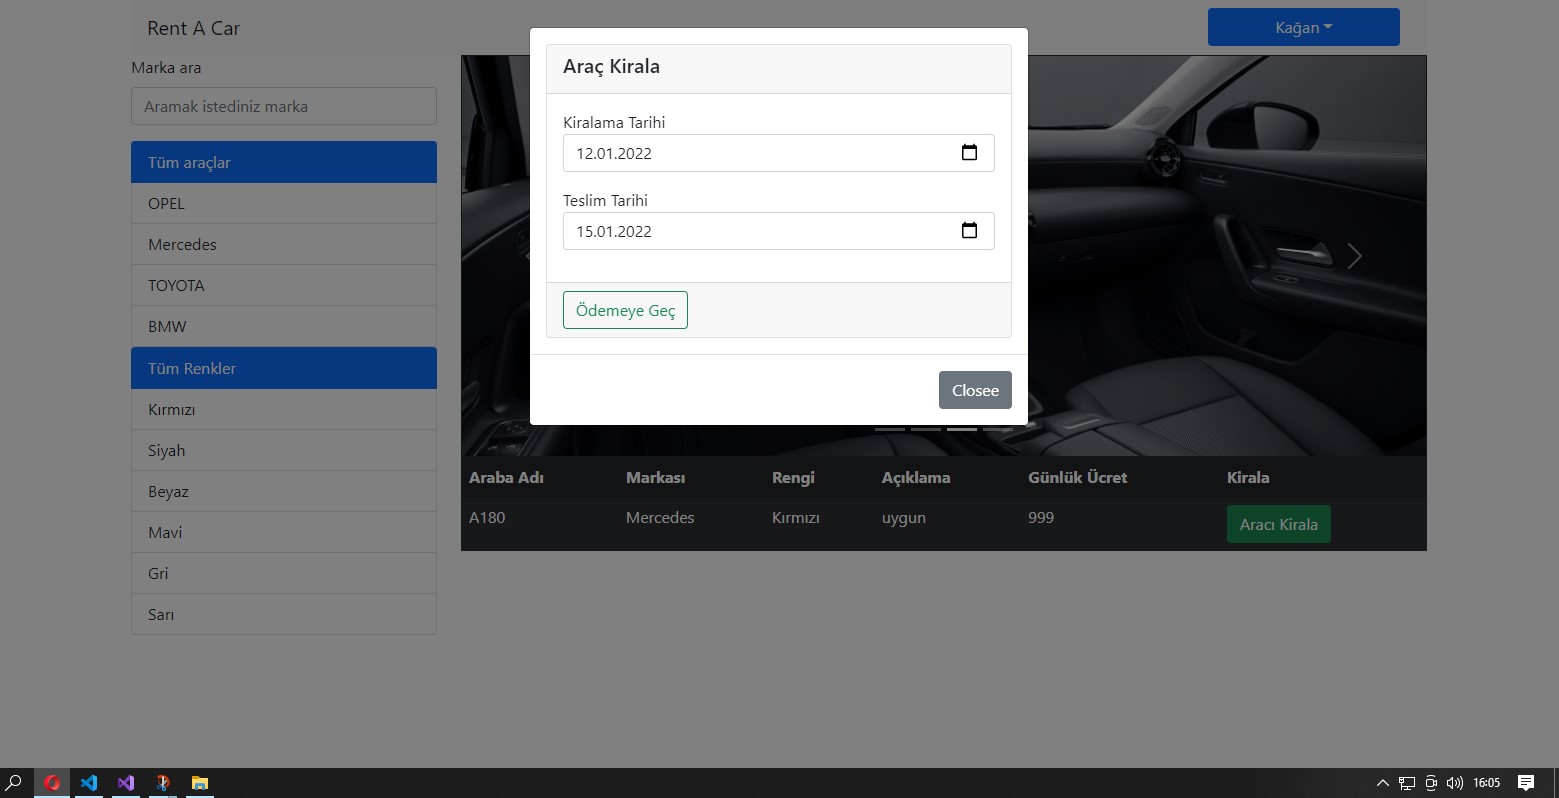 Rent A Car
Kağan
Marka ara
Aramak istediniz marka
Tüm araçlar
OPEL
Mercedes
TOYOTA
BMW
Tüm Renkler
Kırmızı
Siyah
Beyaz
Mavi
Gri
Sarı
Araç Kirala
Kiralama Tarihi
12.01.2022
Teslim Tarihi
15.01.2022
Ödemeye Geç
Closee
Araba Adı Markası Rengi Açıklama Günlük Ücret Kirala
A180 Mercedes Kırmızı uygun 999 Aracı Kirala
16:05